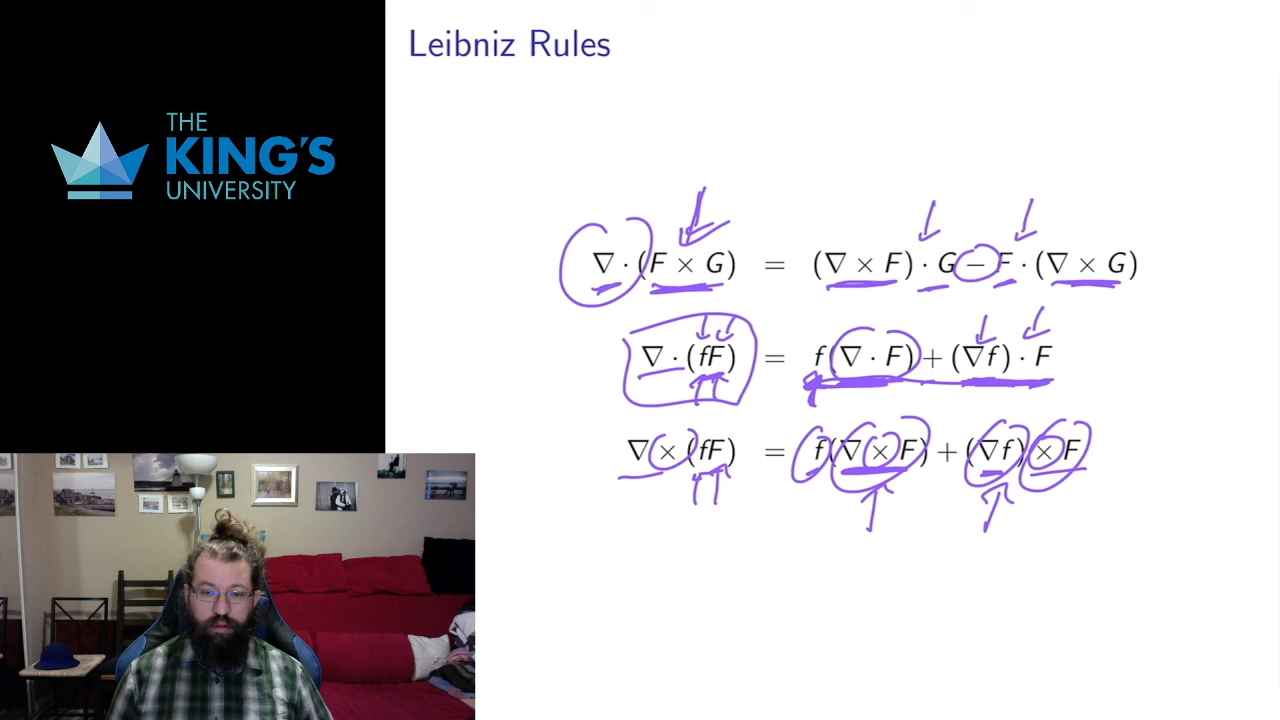 THE
KING'S
UNIVERSITY
Leibniz Rules
∇ · (F × G) = (∇ × F) · G − F · (∇ × G)
∇ · (fF) = f(∇ · F) + (∇f) · F
∇ × (fF) = f(∇ × F) + (∇f) × F